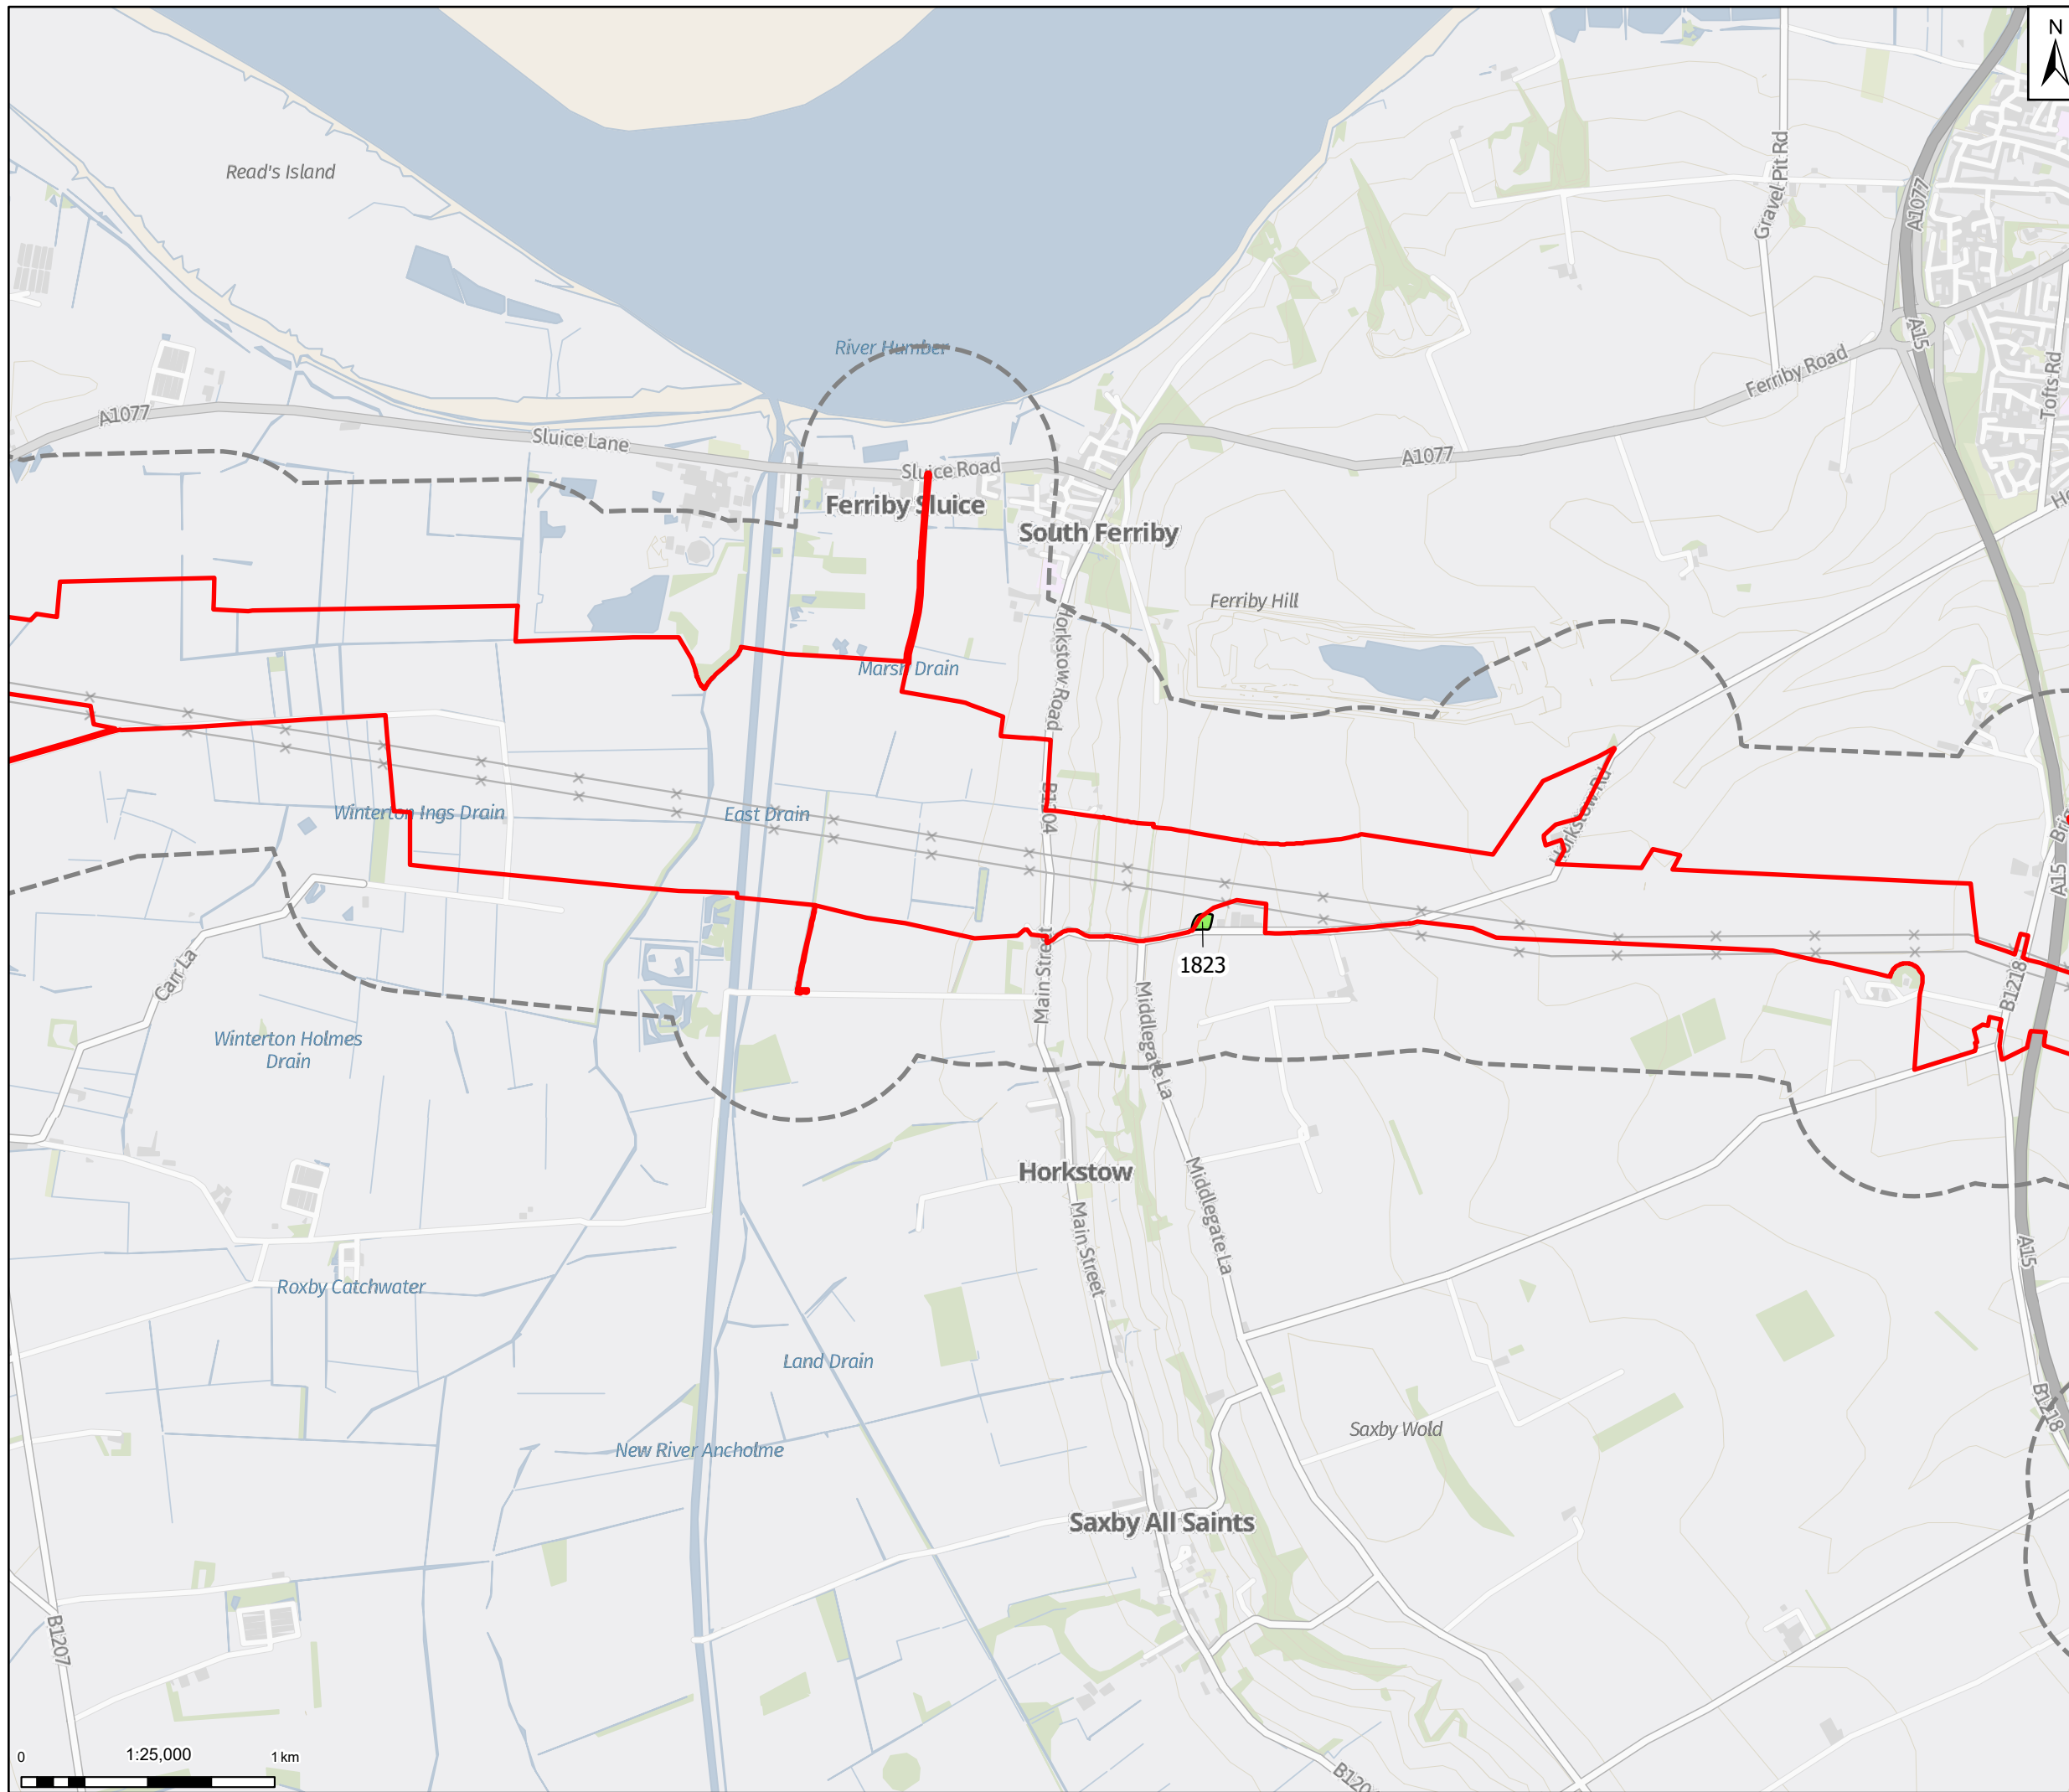 N
Read's Island
Gravel Pit Rd
A1077
River Humber
A15
Ferriby Road
Tofts Rd
A1077
Sluice Lane
Sluice Road
A1077
Ferriby Sluice
South Ferriby
Ferriby Hill
Marsh Drain
Horkstow Road
Winterton Ings Drain
East Drain
B1204
Horkstow Rd
A15
Main Street
1823
Carr La
B1218
Middlegate La
Winterton Holmes
Drain
Horkstow
Middlegate La
Main Street
A15
Roxby Catchwater
Land Drain
Saxby Wold
B1218
New River Ancholme
Saxby All Saints
B1207
0
1:25,000
1 km